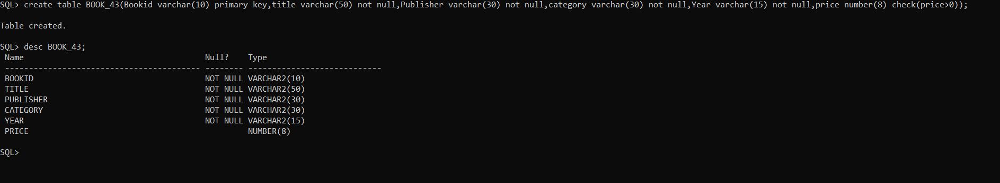 SQL> create table BOOK_43(Bookid varchar(10) primary key,title varchar(50) not null,Publisher varchar(30) not null,category varchar(30) not null,Year varchar(15) not null,price number(8) check(price>0));
Table created.
SQL> desc BOOK_43;
Name Null? Type
----------------------------------------- -------- ----------------------------
BOOKID NOT NULL VARCHAR2(10)
TITLE NOT NULL VARCHAR2(50)
PUBLISHER NOT NULL VARCHAR2(30)
CATEGORY NOT NULL VARCHAR2(30)
YEAR NOT NULL VARCHAR2(15)
PRICE NUMBER(8)
SQL>